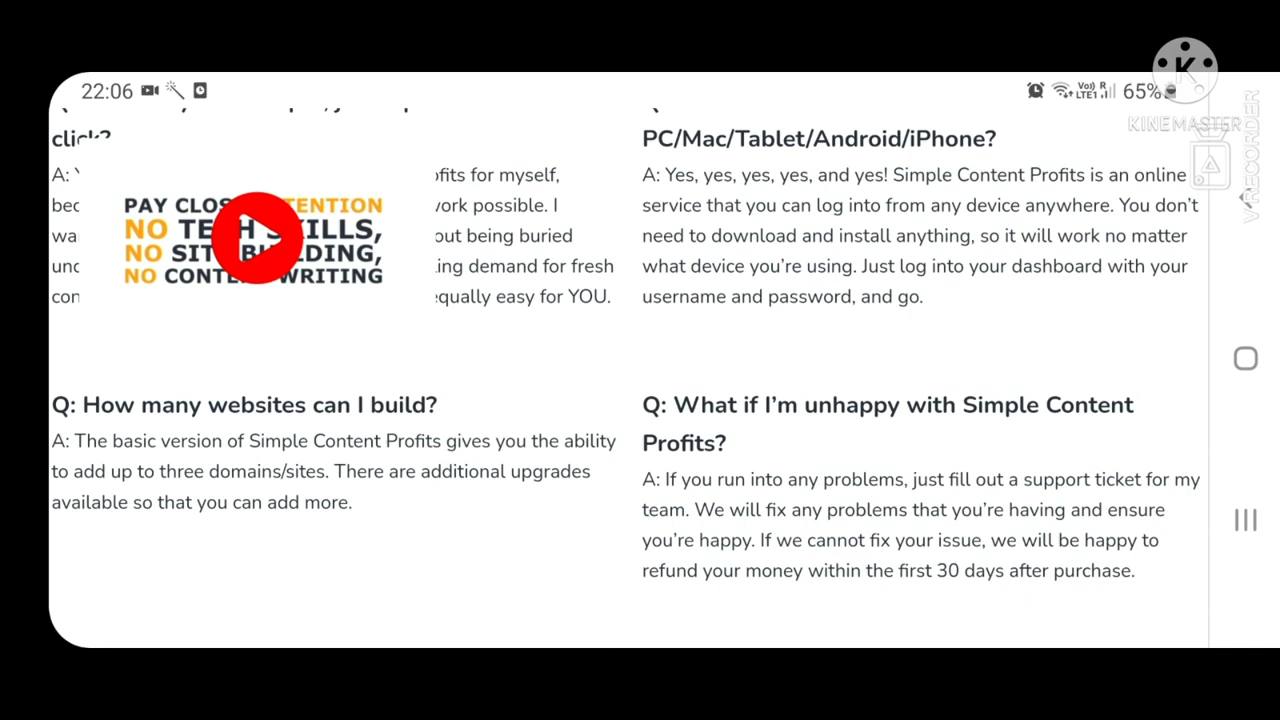 22:06
Vo)) R
LTE1
65%
KINEMASTER
VRECORDER
click?
A:
ofits for myself,
work possible. I
out being buried
ing demand for fresh
equally easy for YOU.
PAY CLOS TENTION
NO TE H S ILLS,
NO SIT BU LDING,
NO CONTE WRITING
PC/Mac/Tablet/Android/iPhone?
A: Yes, yes, yes, yes, and yes! Simple Content Profits is an online
service that you can log into from any device anywhere. You don’t
need to download and install anything, so it will work no matter
what device you’re using. Just log into your dashboard with your
username and password, and go.
Q: How many websites can I build?
A: The basic version of Simple Content Profits gives you the ability
to add up to three domains/sites. There are additional upgrades
available so that you can add more.
Q: What if I’m unhappy with Simple Content
Profits?
A: If you run into any problems, just fill out a support ticket for my
team. We will fix any problems that you’re having and ensure
you’re happy. If we cannot fix your issue, we will be happy to
refund your money within the first 30 days after purchase.